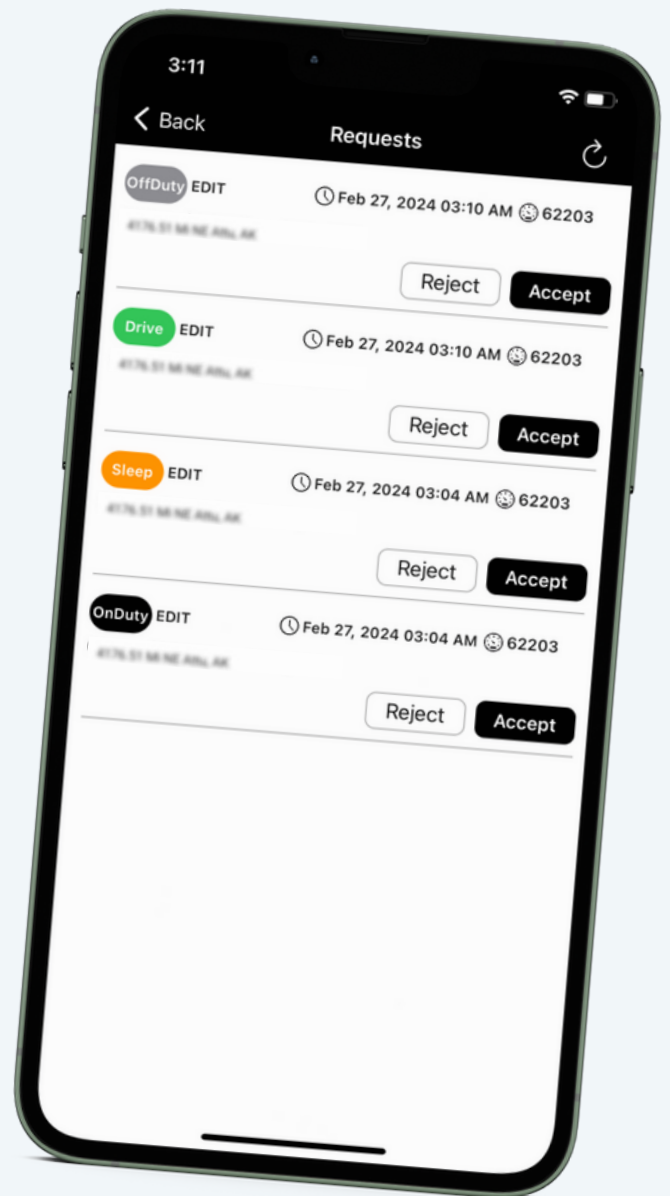 3:11
Back
Requests
OffDuty EDIT Feb 27, 2024 03:10 AM 62203
Reject Accept
Drive EDIT Feb 27, 2024 03:10 AM 62203
Reject Accept
Sleep EDIT Feb 27, 2024 03:04 AM 62203
Reject Accept
OnDuty EDIT Feb 27, 2024 03:04 AM 62203
Reject Accept